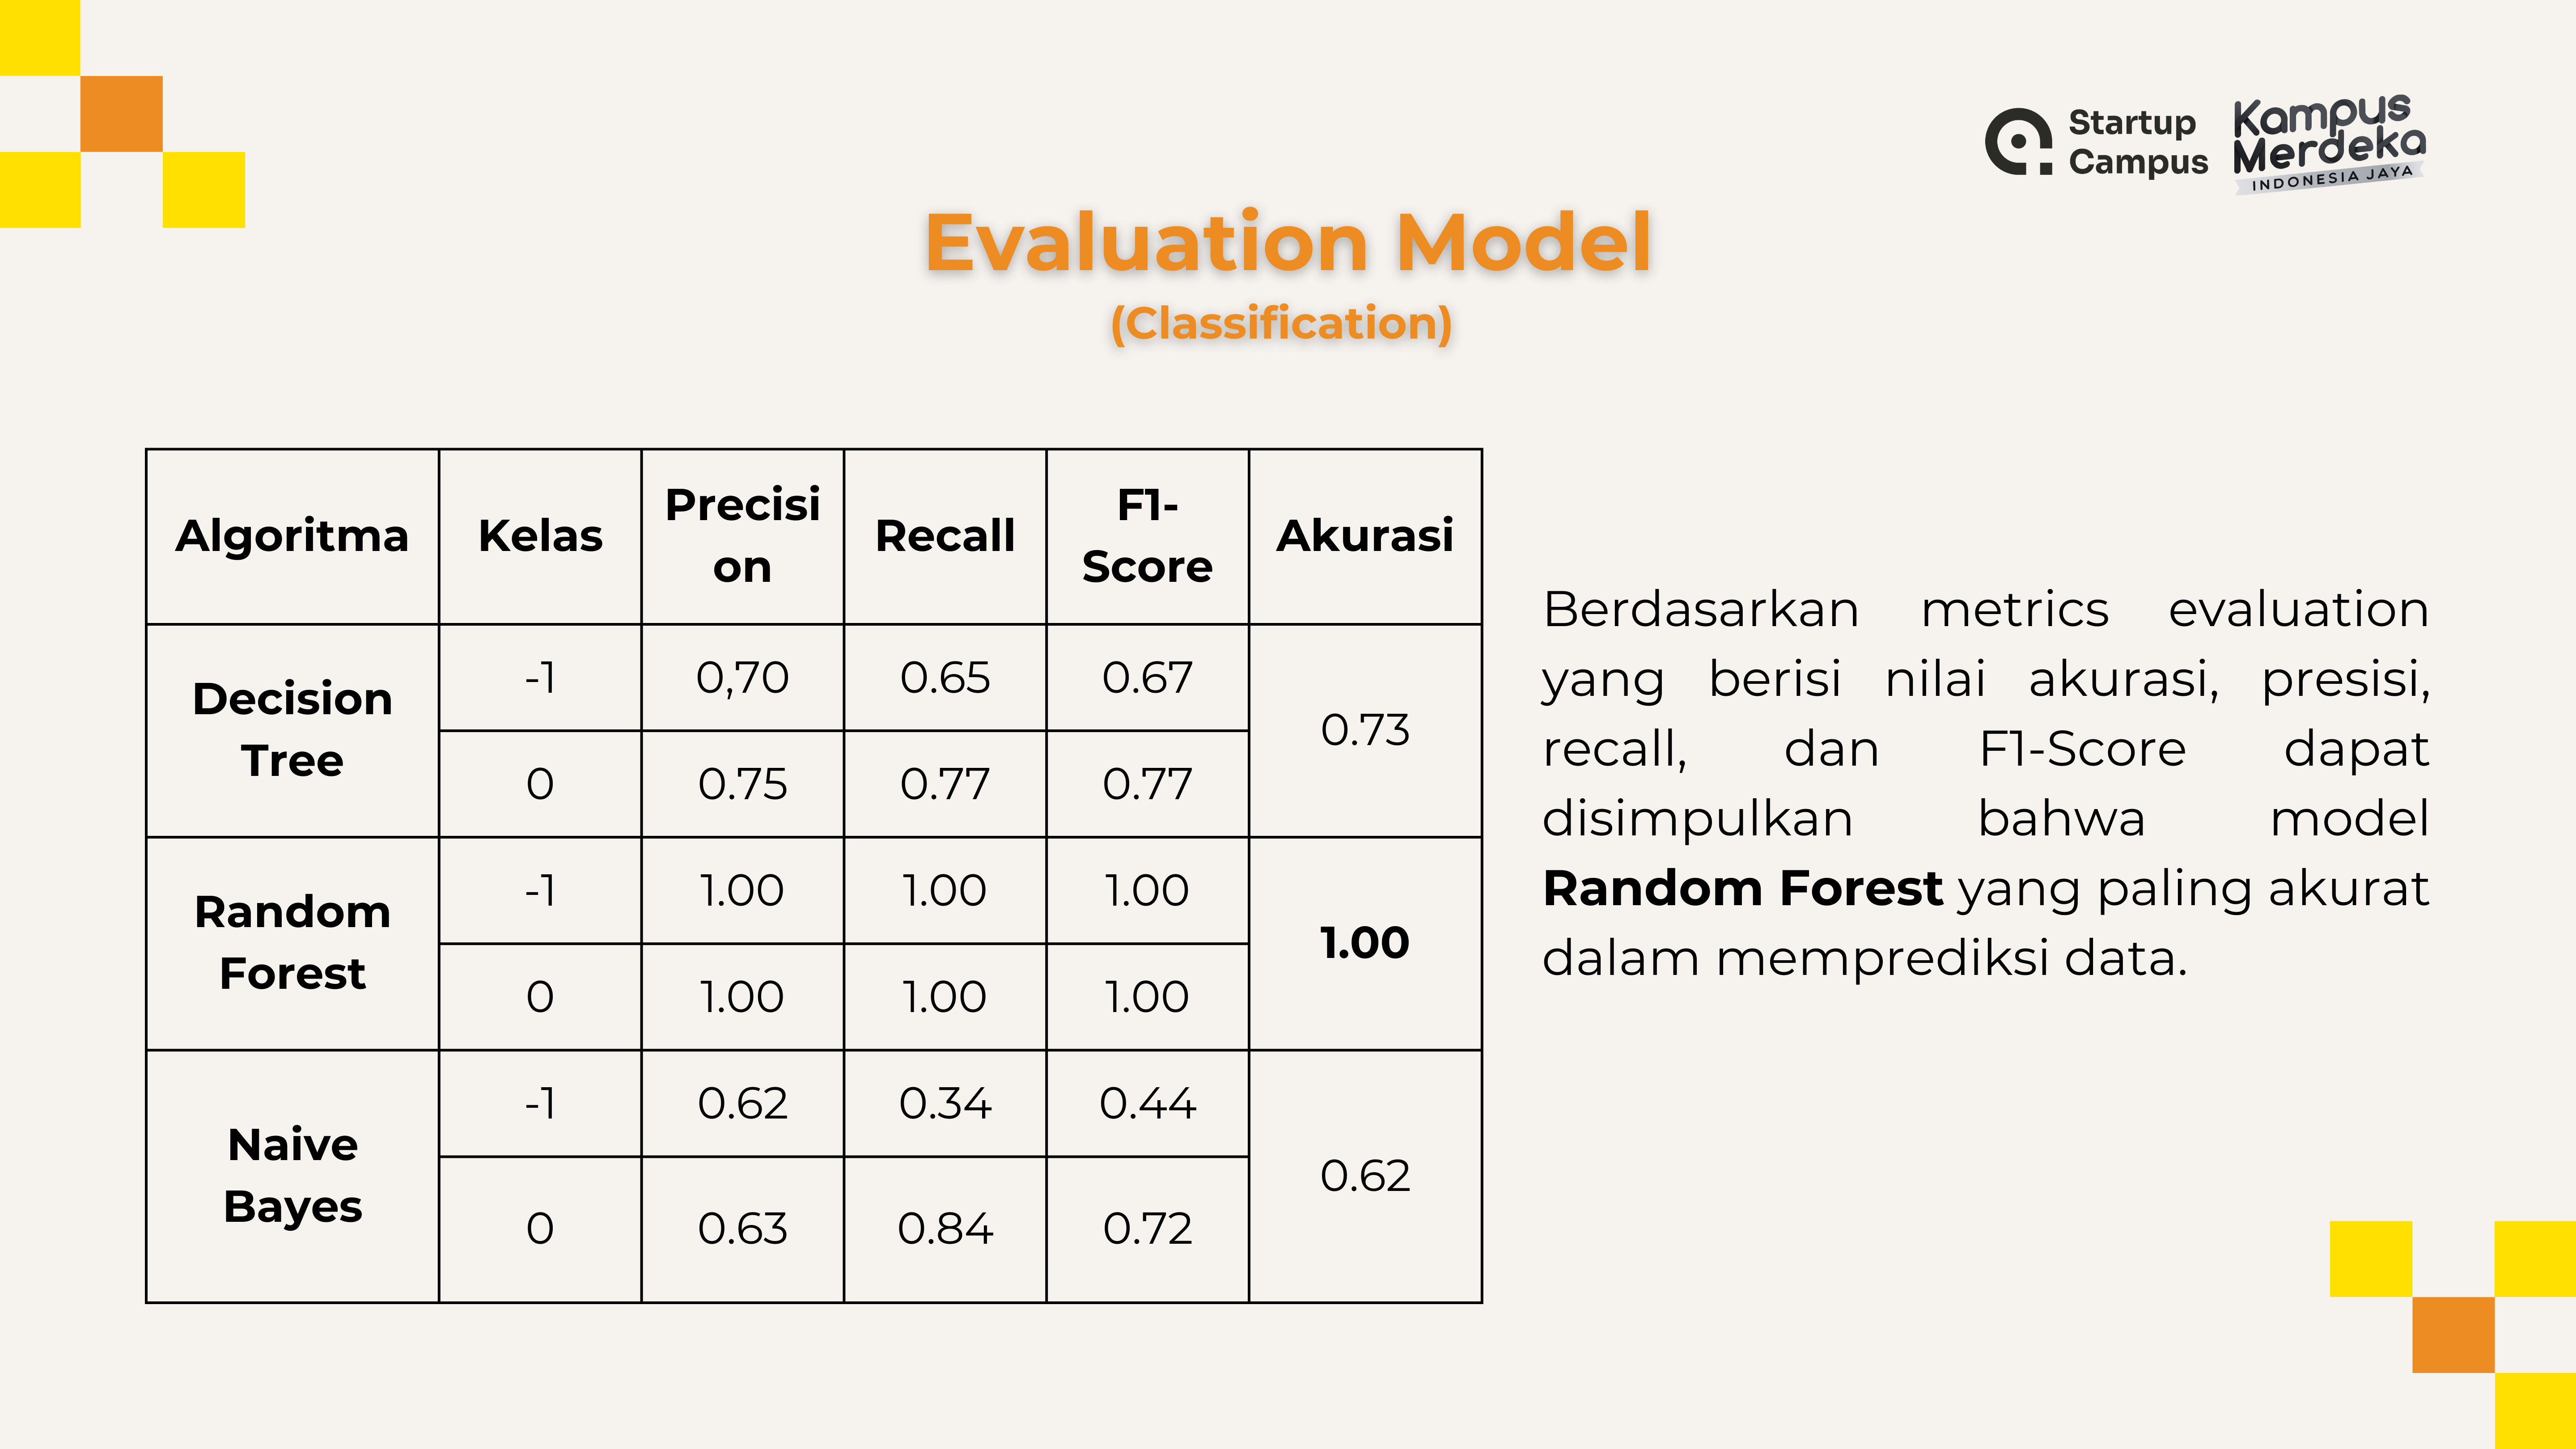 Startup
Campus
Kampus
Merdeka
INDONESIA JAYA
Evaluation Model
(Classification)
Algoritma Kelas Precisi
on Recall F1-
Score Akurasi
Decision
Tree -1 0,70 0.65 0.67 0.73
0 0.75 0.77 0.77
Random
Forest -1 1.00 1.00 1.00 1.00
0 1.00 1.00 1.00
Naive
Bayes -1 0.62 0.34 0.44 0.62
0 0.63 0.84 0.72
Berdasarkan metrics evaluation
yang berisi nilai akurasi, presisi,
recall, dan F1-Score dapat
disimpulkan bahwa model
Random Forest yang paling akurat
dalam memprediksi data.